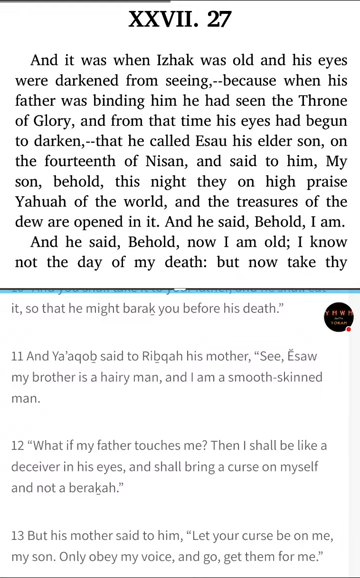 XXVII. 27
And it was when Izhak was old and his eyes
were darkened from seeing,--because when his
father was binding him he had seen the Throne
of Glory, and from that time his eyes had begun
to darken,--that he called Esau his elder son, on
the fourteenth of Nisan, and said to him, My
son, behold, this night they on high praise
Yahuah of the world, and the treasures of the
dew are opened in it. And he said, Behold, I am.
And he said, Behold, now I am old; I know
not the day of my death: but now take thy
it, so that he might baraḵ you before his death.”
YHWH
TORAH
11 And Ya’aqoḇ said to Riḇqah his mother, “See, Ěsaw
my brother is a hairy man, and I am a smooth-skinned
man.
12 “What if my father touches me? Then I shall be like a
deceiver in his eyes, and shall bring a curse on myself
and not a beraḵah.”
13 But his mother said to him, “Let your curse be on me,
my son. Only obey my voice, and go, get them for me.”